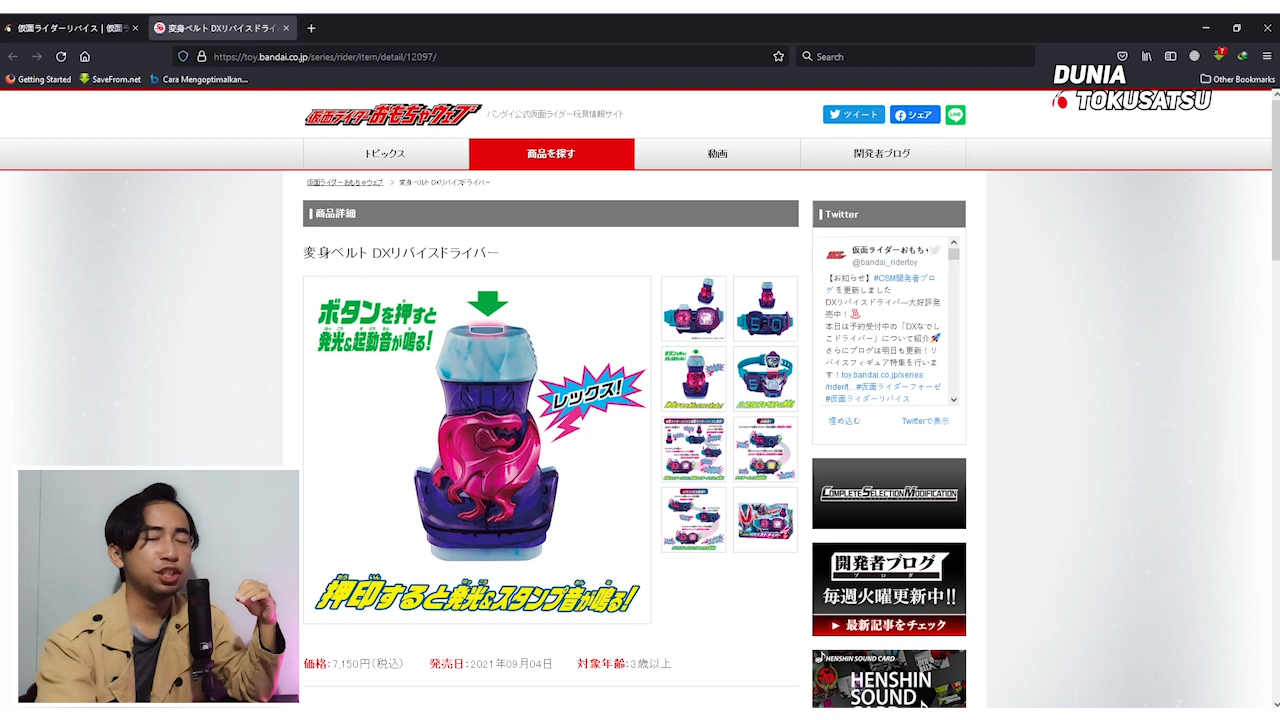 仮面ライダーリバイス | 仮面ラ
変身ベルト DXリバイスドライ
https://toy.bandai.co.jp/series/rider/item/detail/12097/
Search
Getting Started
SaveFrom.net
Cara Mengoptimalkan...
Other Bookmarks
DUNIA
TOKUSATSU
仮面ライダーおもちゃウェブ
バンダイ公式仮面ライダー玩具情報サイト
ツイート
シェア
トピックス
商品を探す
動画
開発者ブログ
仮面ライダーおもちゃウェブ > 変身ベルト DXリバイスドライバー
商品詳細
変身ベルト DXリバイスドライバー
ボタンを押すと
発光&起動音が鳴る!
レックス!
押印すると発光&スタンプ音が鳴る!
価格:7,150円(税込)
発売日:2021年09月04日
対象年齢:3歳以上
Twitter
仮面ライダーおもちゃ
@bandai_ridertoy
【お知らせ】#CSM開発者ブロ
グ を更新しました
DXリバイスドライバー大好評発
売中!
本日は予約受付中の「DXなでし
こドライバー」について紹介
さらにブログは明日も更新!リ
バイスフィギュア特集を行いま
す!toy.bandai.co.jp/series
/rider/t... #仮面ライダーフォーゼ
#仮面ライダーリバイス
埋め込む
Twitterで表示
COMPLETE SELECTION MODIFICATION
開発者ブログ
毎週火曜更新中!!
最新記事をチェック
HENSHIN SOUND CARD
HENSHIN
SOUND